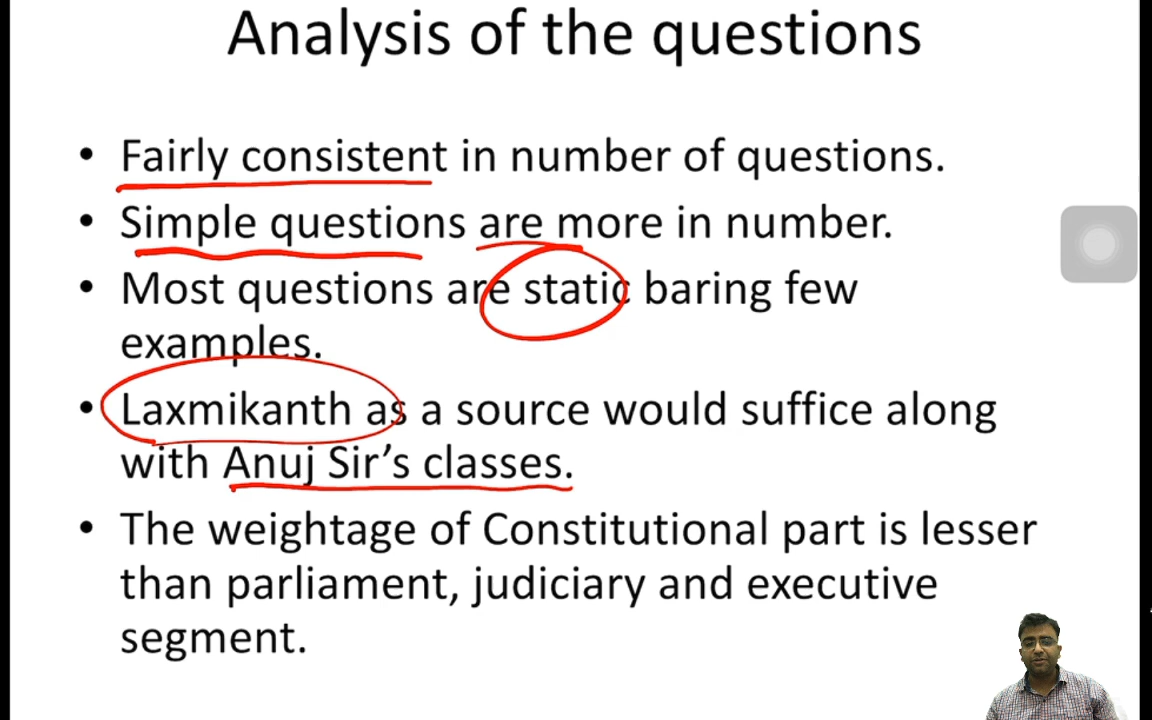 Analysis of the questions
• Fairly consistent in number of questions.
• Simple questions are more in number.
• Most questions are static baring few
examples.
• Laxmikanth as a source would suffice along
with Anuj Sir's classes.
• The weightage of Constitutional part is lesser
than parliament, judiciary and executive
segment.